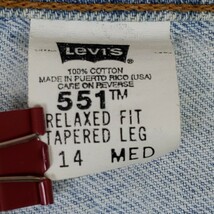 LEVI'S
100% COTTON
MADE IN PUERTO RICO (USA)
CARE ON REVERSE
551™
RELAXED FIT
TAPERED LEG
14 MED